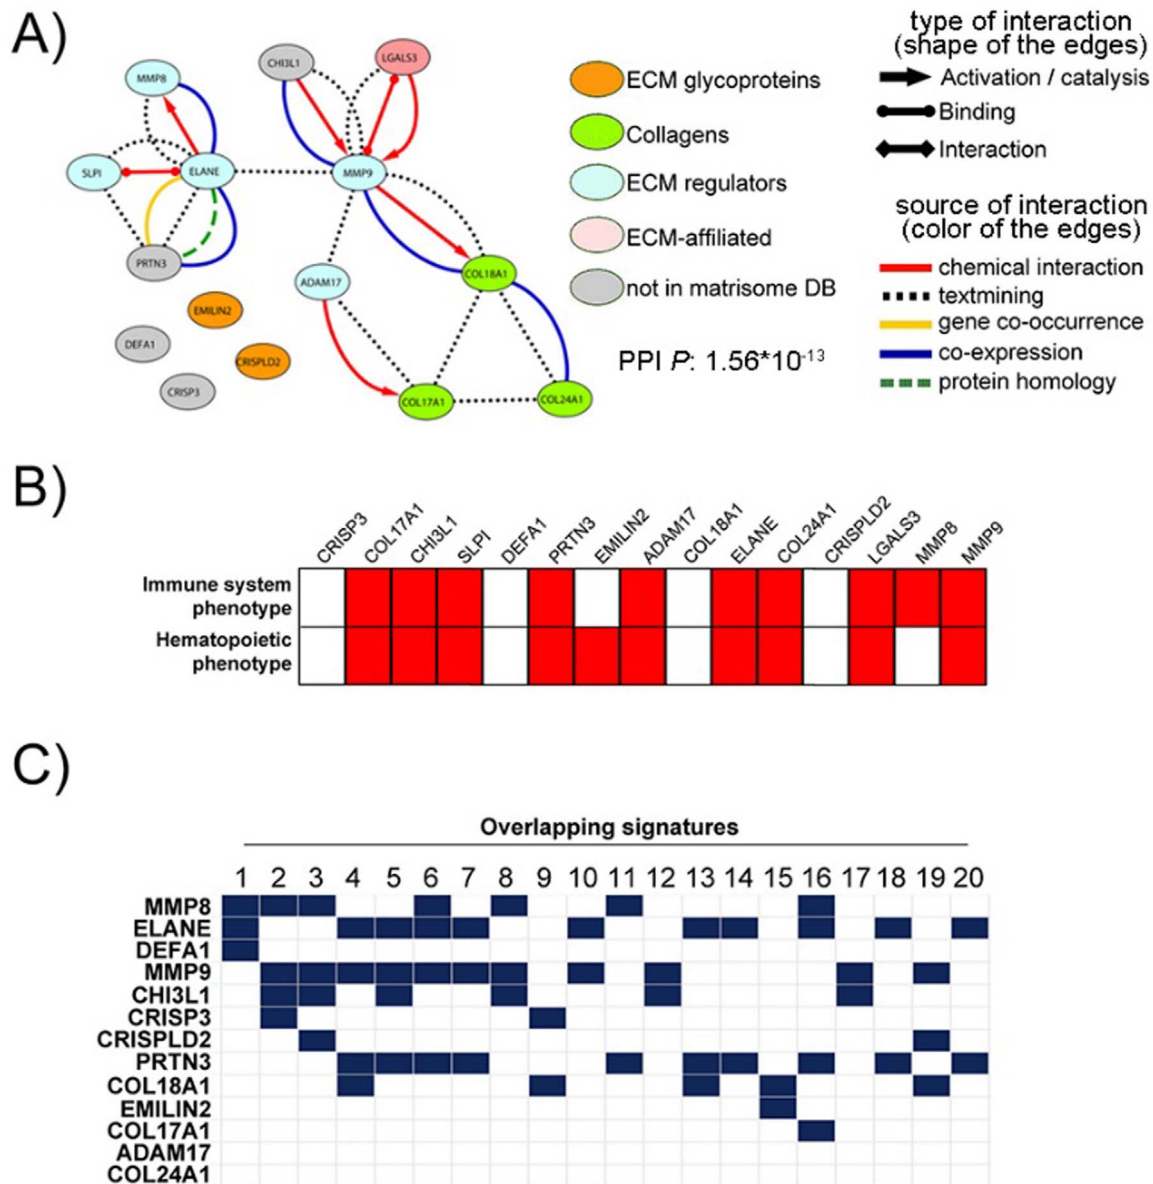 A)
MMP8
SLPI
ELANE
PRTN3
EMILIN2
DEFA1
CRISPLD2
CRISP3
CHI3L1
LGALS3
MMP9
ADAM17
COL18A1
COL17A1
COL24A1
ECM glycoproteins
Collagens
ECM regulators
ECM-affiliated
not in matrisome DB
PPI P: 1.56*10-13
type of interaction
(shape of the edges)
Activation / catalysis
Binding
Interaction
source of interaction
(color of the edges)
chemical interaction
textmining
gene co-occurrence
co-expression
protein homology
B)
CRISP3 COL17A1 CHI3L1 SLPI DEFA1 PRTN3 EMILIN2 ADAM17 COL18A1 ELANE COL24A1 CRISPLD2 LGALS3 MMP8 MMP9
Immune system
phenotype
Hematopoietic
phenotype
C)
Overlapping signatures
1 2 3 4 5 6 7 8 9 10 11 12 13 14 15 16 17 18 19 20
MMP8
ELANE
DEFA1
MMP9
CHI3L1
CRISP3
CRISPLD2
PRTN3
COL18A1
EMILIN2
COL17A1
ADAM17
COL24A1